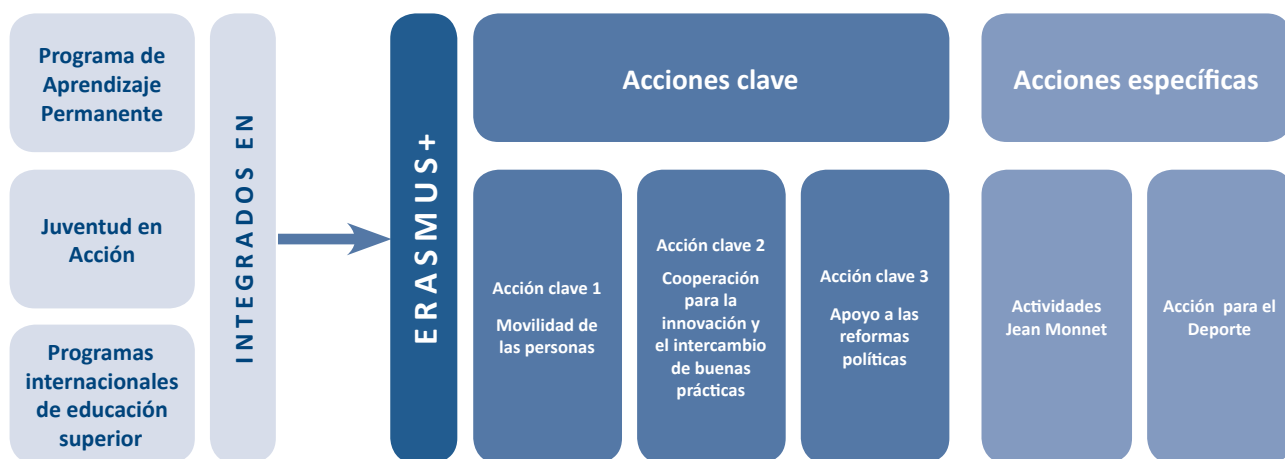 Programa de
Aprendizaje
Permanente
Juventud en
Acción
Programas
internacionales
de educación
superior
INTEGRADOS EN
ERASMUS+
Acciones clave
Acción clave 1
Movilidad de
las personas
Acción clave 2
Cooperación
para la
innovación y
el intercambio
de buenas
prácticas
Acción clave 3
Apoyo a las
reformas
políticas
Acciones específicas
Actividades
Jean Monnet
Acción para el
Deporte